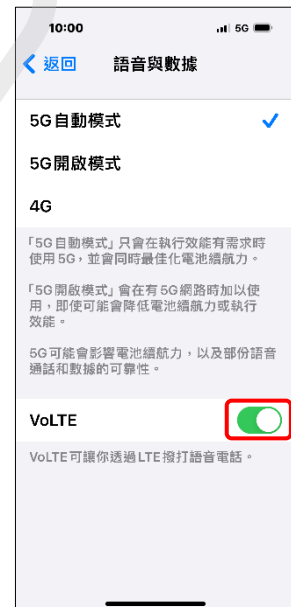 10:00
5G
返回
語音與數據
5G自動模式
5G開啟模式
4G
「5G自動模式」只會在執行效能有需求時
使用5G，並會同時最佳化電池續航力。
「5G開啟模式」會在有5G網路時加以使
用，即使可能會降低電池續航力或執行
效能。
5G可能會影響電池續航力，以及部份語音
通話和數據的可靠性。
VoLTE
VoLTE可讓你透過LTE撥打語音電話。